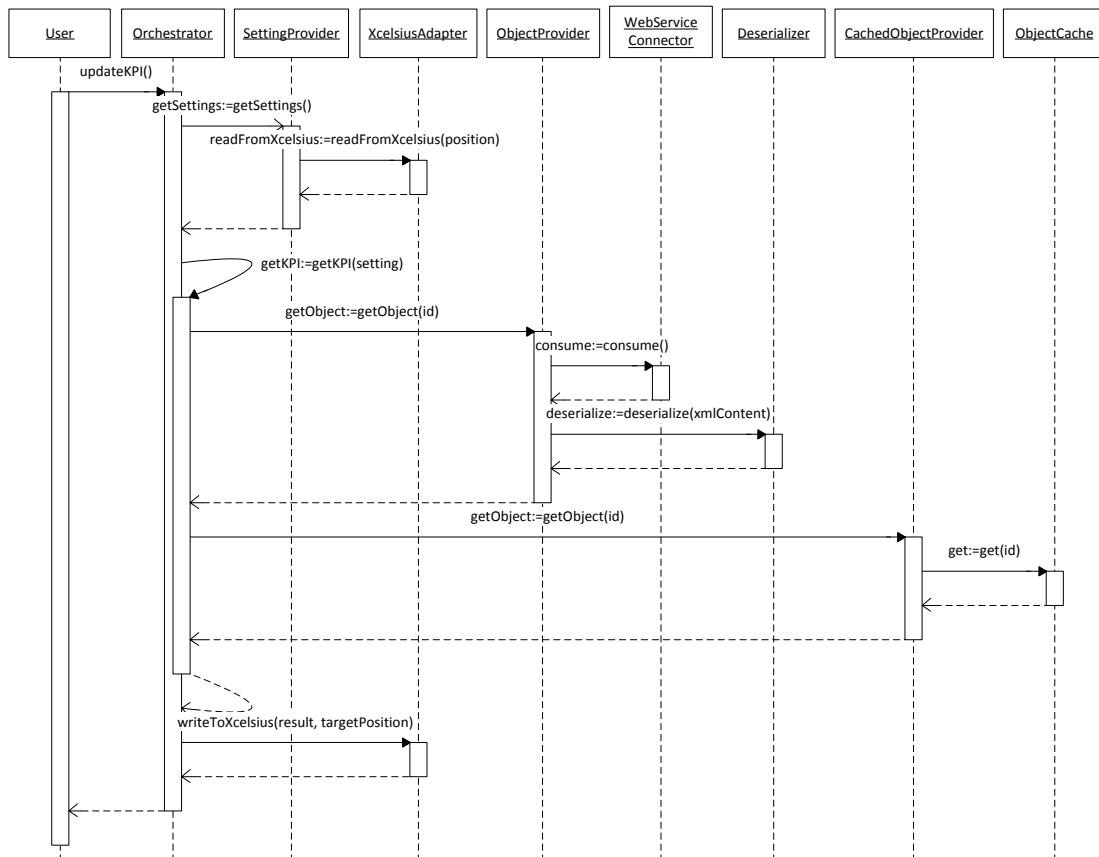 User
Orchestrator
SettingProvider
XcelsiusAdapter
ObjectProvider
WebService
Connector
Deserializer
CachedObjectProvider
ObjectCache
updateKPI()
getSettings:=getSettings()
readFromXcelsius:=readFromXcelsius(position)
getKPI:=getKPI(setting)
getObject:=getObject(id)
consume:=consume()
deserialize:=deserialize(xmlContent)
getObject:=getObject(id)
get:=get(id)
writeToXcelsius(result, targetPosition)